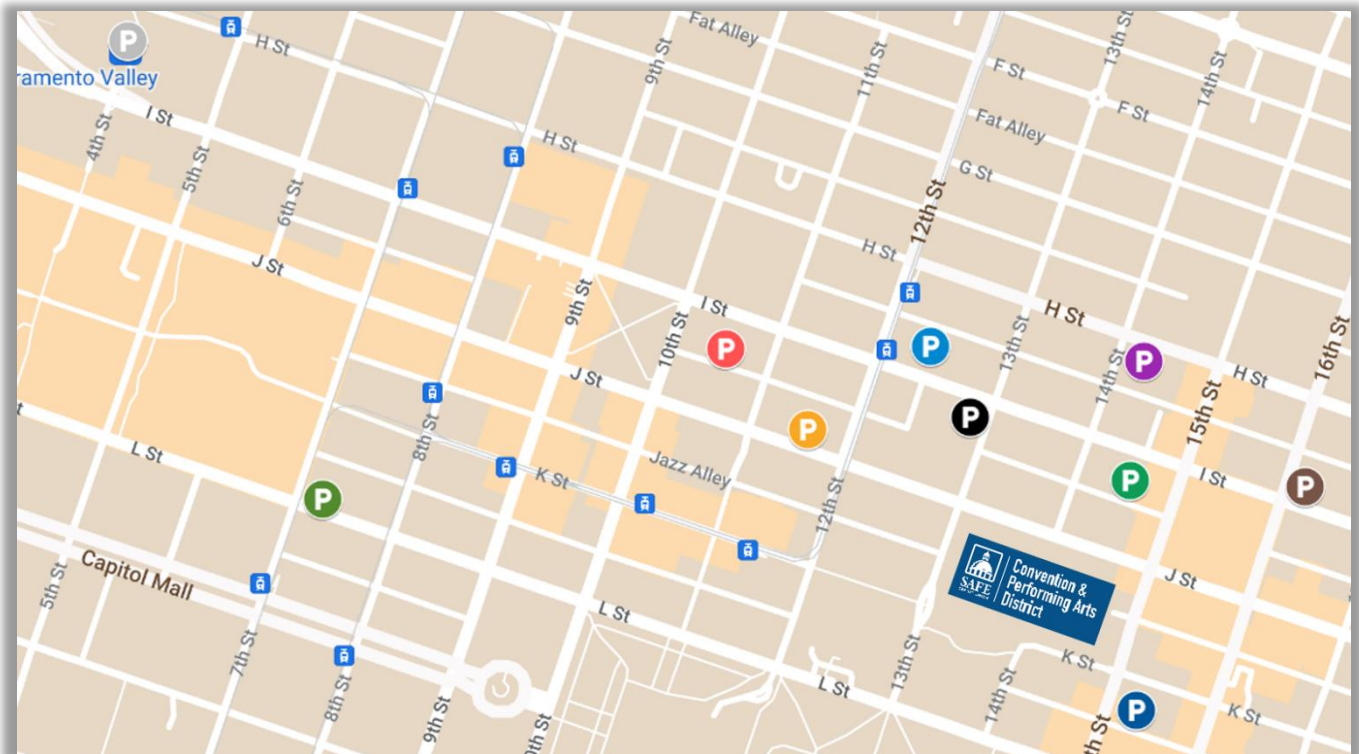 P
ramento Valley
H St
I St
4th St
5th St
6th St
J St
Fat Alley
9th St
11th St
13th St
14th St
F St
F St
Fat Alley
G St
H St
12th St
H St
H St
I St
9th St
10th St
P
J St
P
P
13th St
P
14th St
P
15th St
H St
16th St
P
I St
P
P
J St
L St
8th St
K St
Jazz Alley
12th St
SAFE
Convention &
Performing Arts
District
Capitol Mall
5th St
7th St
8th St
9th St
L St
L St
13th St
14th St
K St
P
K St
th St